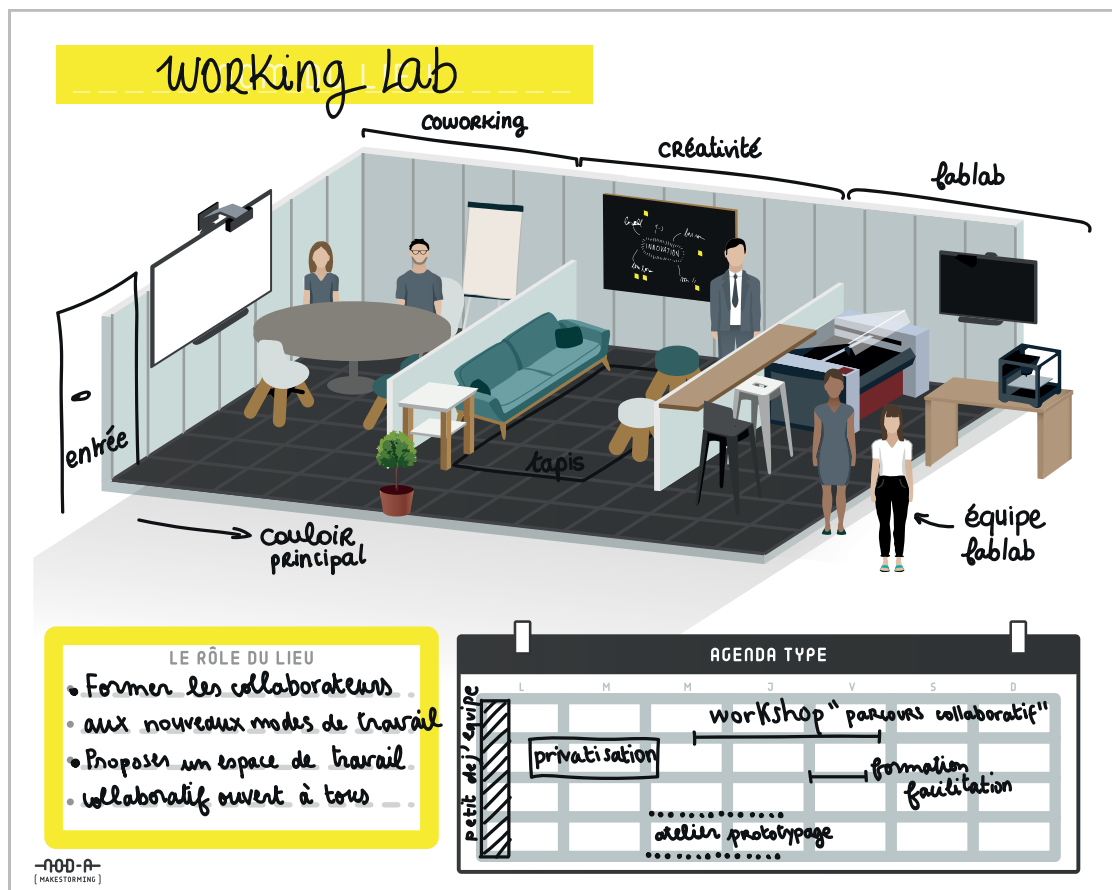 WORKing Lab
COWORKing
CRéativité
fablab
INNOVATION
entrée
tapis
COULOIR
PRINCIPAL
équipe
fablab
LE RÔLE DU LIEU
• Former les collaborateurs
• aux nouveaux modes de travail
• Proposer un espace de travail
• collaboratif ouvert à tous
AGENDA TYPE
L M M J V S D
petit dej' équipe
workshop " parcours collaboratif"
privatisation
formation
facilitation
atelier prototypage
NOD-A
[MAKESTORMING]